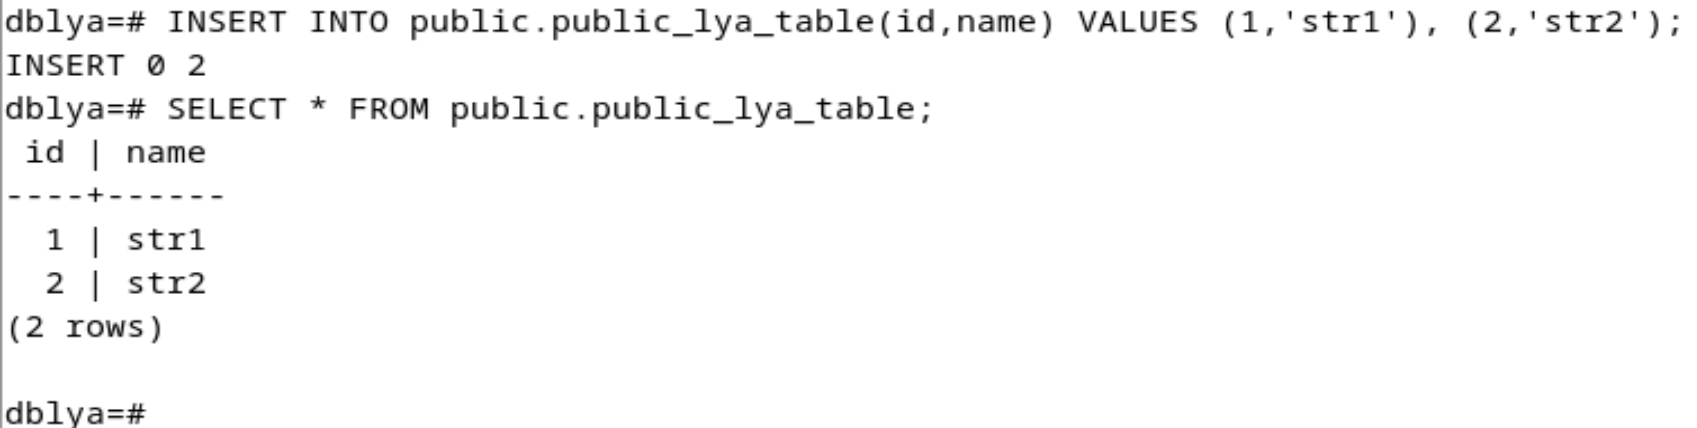 dblya=# INSERT INTO public.public_lya_table(id,name) VALUES (1,'str1'), (2,'str2');
INSERT 0 2
dblya=# SELECT * FROM public.public_lya_table;
 id | name
----+------
  1 | str1
  2 | str2
(2 rows)

dblya=#